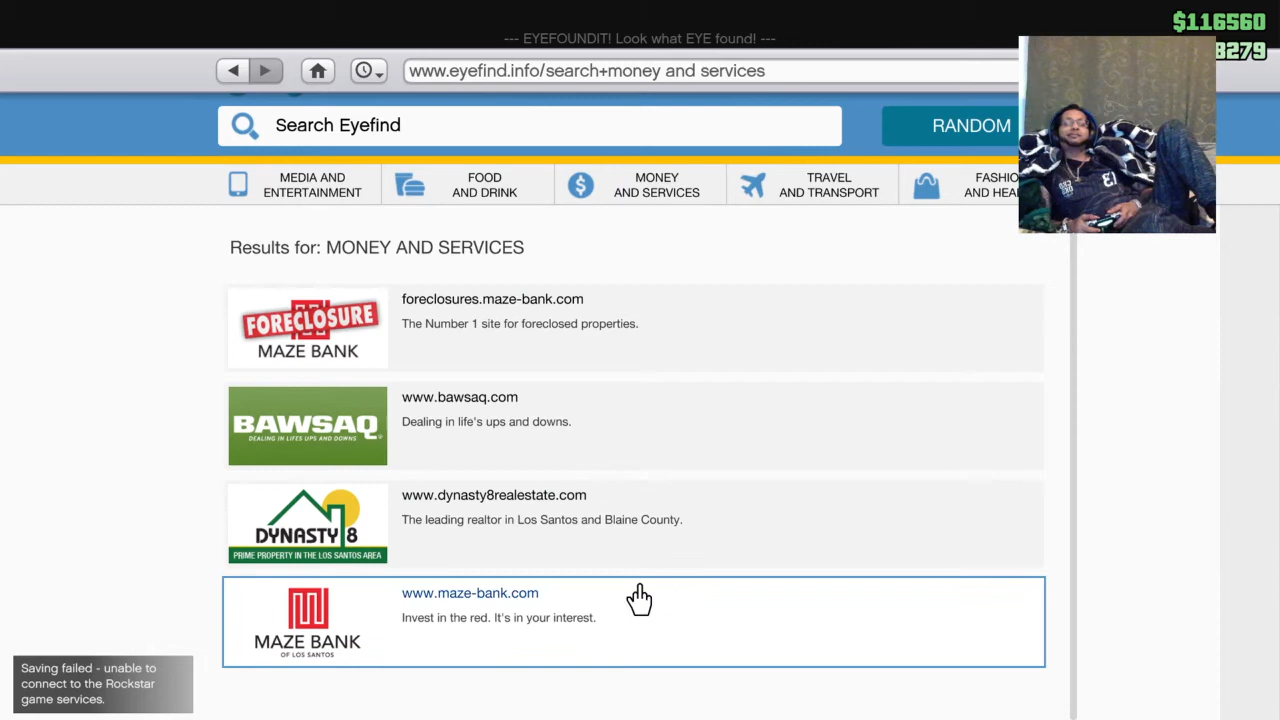 $116560
8279
--- EYEFOUNDIT! Look what EYE found! ---
www.eyefind.info/search+money and services
Search Eyefind
RANDOM
MEDIA AND
ENTERTAINMENT
FOOD
AND DRINK
MONEY
AND SERVICES
TRAVEL
AND TRANSPORT
FASHIO
AND HEA
Results for: MONEY AND SERVICES
FORECLOSURE
MAZE BANK
foreclosures.maze-bank.com
The Number 1 site for foreclosed properties.
BAWSAQ
DEALING IN LIFES UPS AND DOWNS
www.bawsaq.com
Dealing in life's ups and downs.
DYNASTY 8
PRIME PROPERTY IN THE LOS SANTOS AREA
www.dynasty8realestate.com
The leading realtor in Los Santos and Blaine County.
MAZE BANK
OF LOS SANTOS
www.maze-bank.com
Invest in the red. It's in your interest.
Saving failed - unable to
connect to the Rockstar
game services.